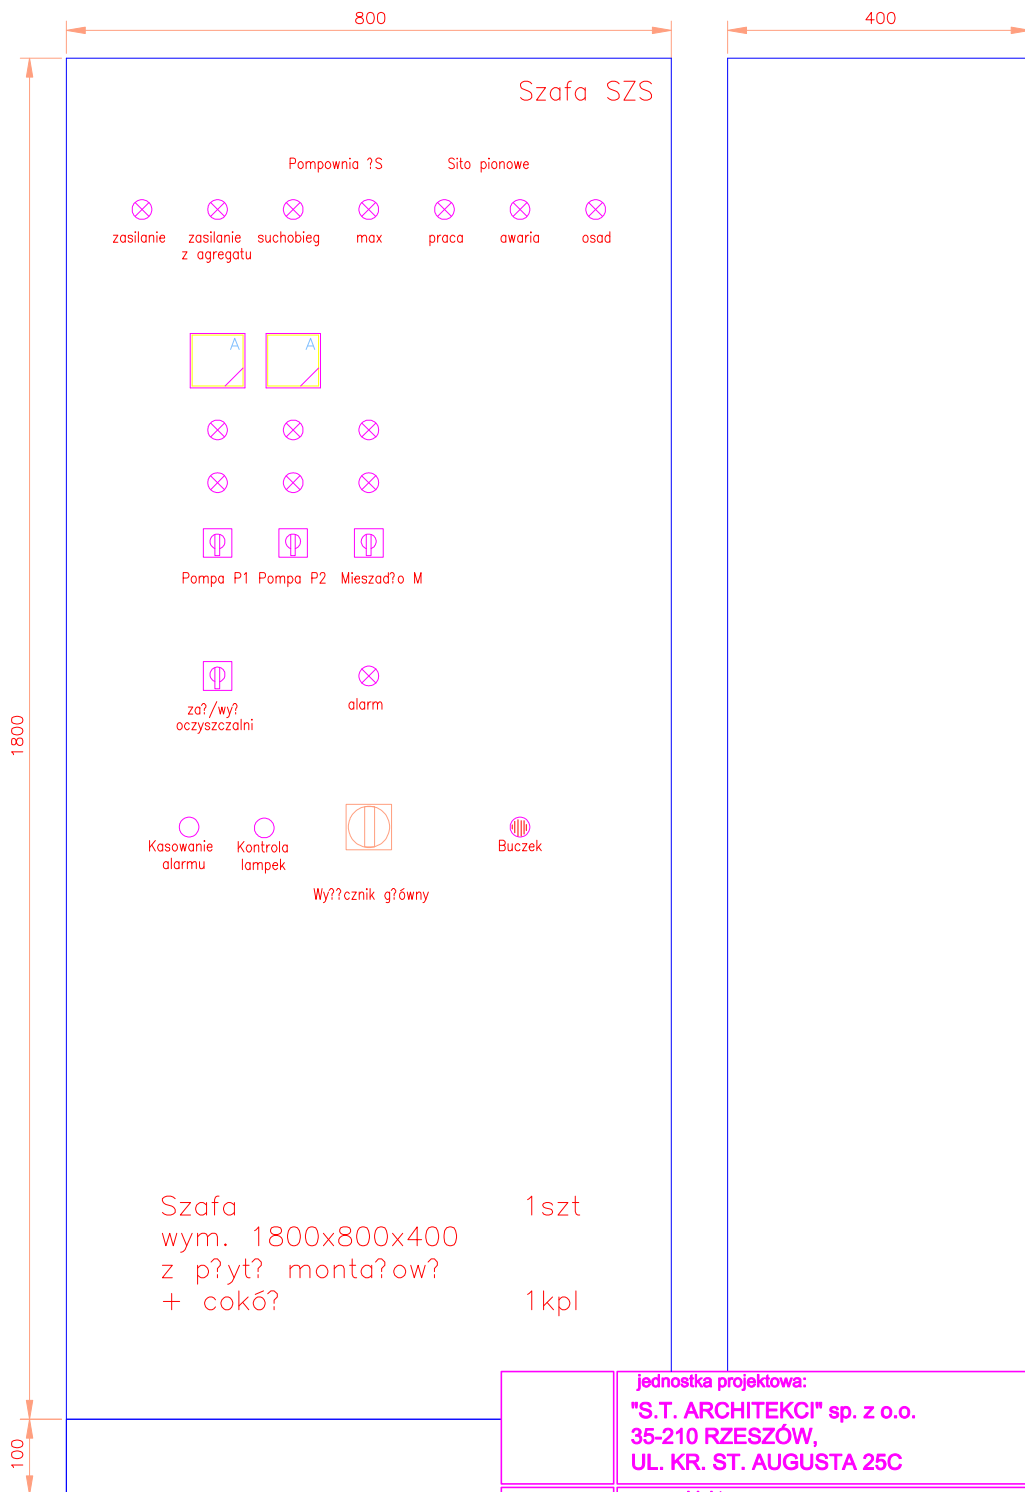 800
400
Szafa SZS
Pompownia ?S
Sito pionowe
zasilanie
zasilanie
z agregatu
suchobieg
max
praca
awaria
osad
A
A
Pompa P1
Pompa P2
Mieszad?o M
za?/wy?
oczyszczalni
alarm
1800
Kasowanie
alarmu
Kontrola
lampek
Wy??cznik g?ówny
Buczek
Szafa 1szt
wym. 1800x800x400
z p?yt? monta?ow?
+ cokó? 1kpl
100
jednostka projektowa:
"S.T. ARCHITEKCI" sp. z o.o.
35-210 RZESZÓW,
UL. KR. ST. AUGUSTA 25C